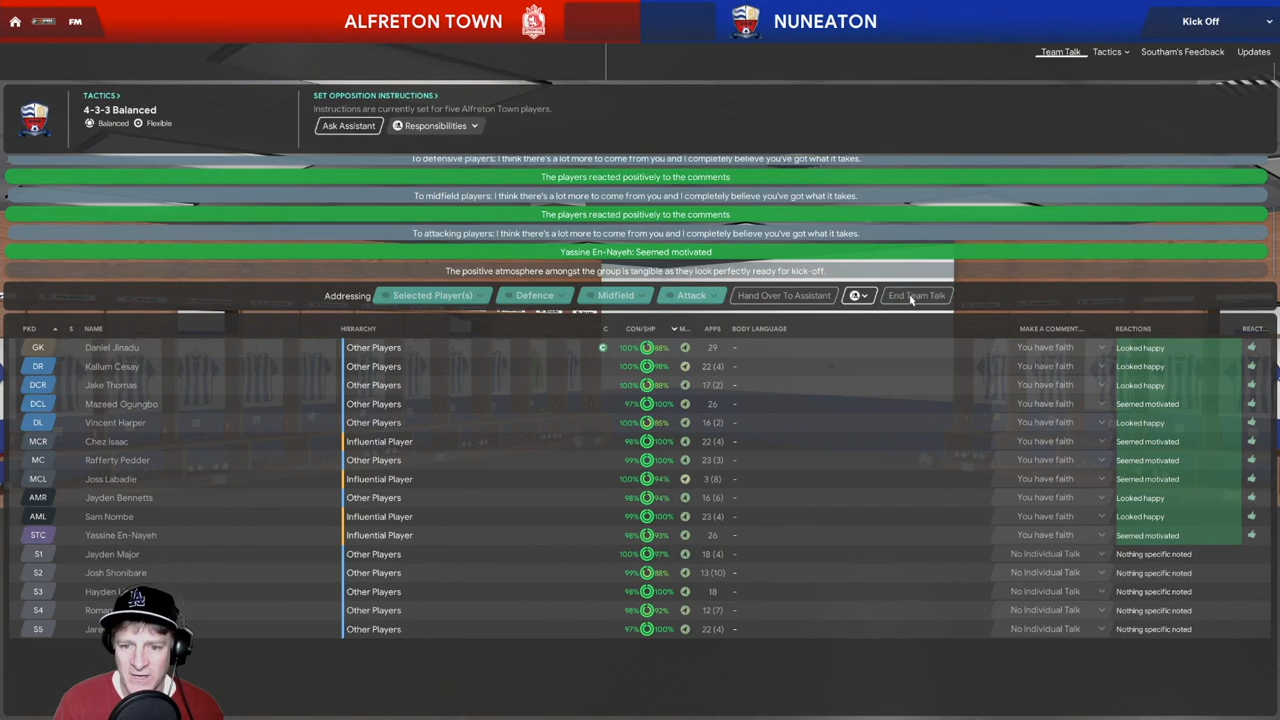 FM
ALFRETON TOWN
NUNEATON
Kick Off
Team Talk
Tactics
Southam's Feedback
Updates
TACTICS>
4-3-3 Balanced
Balanced
Flexible
SET OPPOSITION INSTRUCTIONS>
Instructions are currently set for five Alfreton Town players.
Ask Assistant
Responsibilities
To defensive players: I think there's a lot more to come from you and I completely believe you've got what it takes.
The players reacted positively to the comments
To midfield players: I think there's a lot more to come from you and I completely believe you've got what it takes.
The players reacted positively to the comments
To attacking players: I think there's a lot more to come from you and I completely believe you've got what it takes.
Yassine En-Nayeh: Seemed motivated
The positive atmosphere amongst the group is tangible as they look perfectly ready for kick-off.
Addressing Selected Player(s) Defence Midfield Attack Hand Over To Assistant End Team Talk
PKD S NAME HIERARCHY C CON/SHP M... APPS BODY LANGUAGE MAKE A COMMENT... REACTIONS REACT...
GK Daniel Jinadu Other Players C 100% 88% 29 - You have faith Looked happy
DR Kallum Cesay Other Players 100% 98% 22 (4) - You have faith Looked happy
DCR Jake Thomas Other Players 100% 88% 17 (2) - You have faith Looked happy
DCL Mazeed Ogungbo Other Players 97% 100% 26 - You have faith Seemed motivated
DL Vincent Harper Other Players 100% 85% 16 (2) - You have faith Looked happy
MCR Chez Isaac Influential Player 98% 100% 22 (4) - You have faith Seemed motivated
MC Rafferty Pedder Other Players 99% 100% 23 (3) - You have faith Seemed motivated
MCL Joss Labadie Influential Player 100% 94% 3 (8) - You have faith Seemed motivated
AMR Jayden Bennetts Other Players 98% 94% 16 (6) - You have faith Looked happy
AML Sam Nombe Influential Player 99% 100% 23 (4) - You have faith Looked happy
STC Yassine En-Nayeh Influential Player 98% 93% 26 - You have faith Seemed motivated
S1 Jayden Major Other Players 100% 97% 18 (4) - No Individual Talk Nothing specific noted
S2 Josh Shonibare Other Players 99% 88% 13 (10) - No Individual Talk Nothing specific noted
S3 Hayden Other Players 98% 100% 18 - No Individual Talk Nothing specific noted
S4 Other Players 98% 92% 12 (7) - No Individual Talk Nothing specific noted
S5 Other Players 97% 100% 22 (4) - No Individual Talk Nothing specific noted